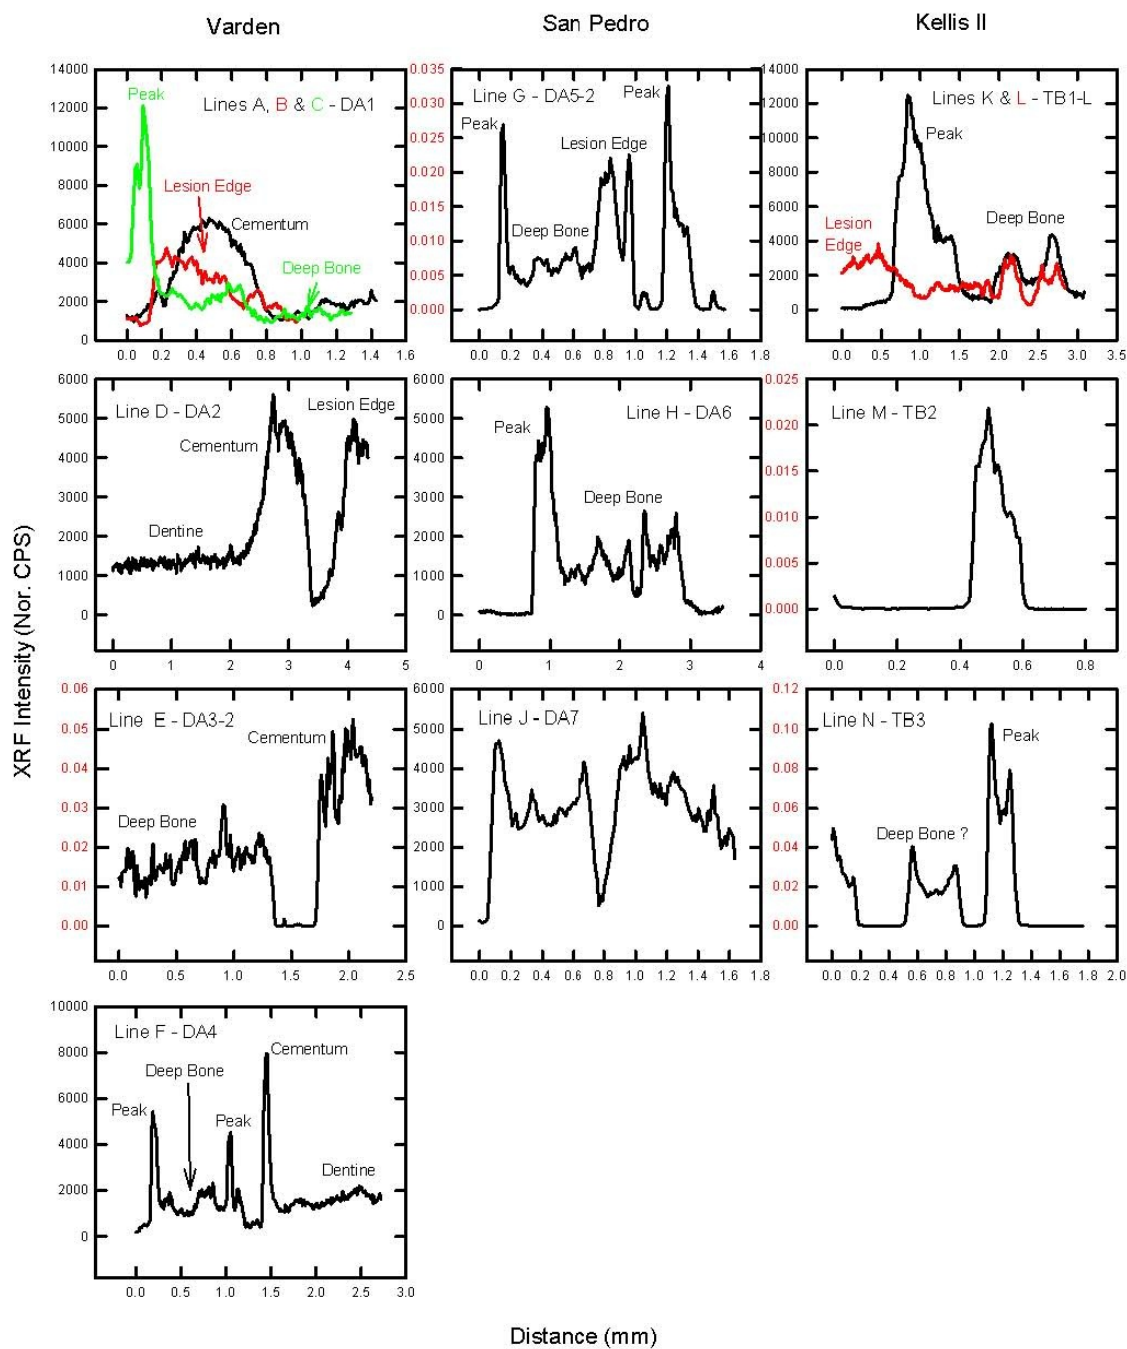 Varden
San Pedro
Kellis II
14000
12000
10000
8000
6000
4000
2000
0
Peak
Lines A, B & C - DA1
Lesion Edge
Cementum
Deep Bone
0.0 0.2 0.4 0.6 0.8 1.0 1.2 1.4 1.6
0.035
0.030
0.025
0.020
0.015
0.010
0.005
0.000
Line G - DA5-2
Peak
Peak
Lesion Edge
Deep Bone
0.0 0.2 0.4 0.6 0.8 1.0 1.2 1.4 1.6 1.8
14000
12000
10000
8000
6000
4000
2000
0
Lines K & L - TB1-L
Peak
Lesion
Edge
Deep Bone
0.0 0.5 1.0 1.5 2.0 2.5 3.0 3.5
6000
5000
4000
3000
2000
1000
0
Line D - DA2
Lesion Edge
Cementum
Dentine
0 1 2 3 4 5
6000
5000
4000
3000
2000
1000
0
Line H - DA6
Peak
Deep Bone
0 1 2 3 4
0.025
0.020
0.015
0.010
0.005
0.000
Line M - TB2
0.0 0.2 0.4 0.6 0.8
XRF Intensity (Nor. CPS)
0.06
0.05
0.04
0.03
0.02
0.01
0.00
Line E - DA3-2
Cementum
Deep Bone
0.0 0.5 1.0 1.5 2.0 2.5
6000
5000
4000
3000
2000
1000
0
Line J - DA7
0.0 0.2 0.4 0.6 0.8 1.0 1.2 1.4 1.6 1.8
0.12
0.10
0.08
0.06
0.04
0.02
0.00
Line N - TB3
Peak
Deep Bone ?
0.0 0.2 0.4 0.6 0.8 1.0 1.2 1.4 1.6 1.8 2.0
10000
8000
6000
4000
2000
0
Line F - DA4
Cementum
Deep Bone
Peak
Peak
Dentine
0.0 0.5 1.0 1.5 2.0 2.5 3.0
Distance (mm)